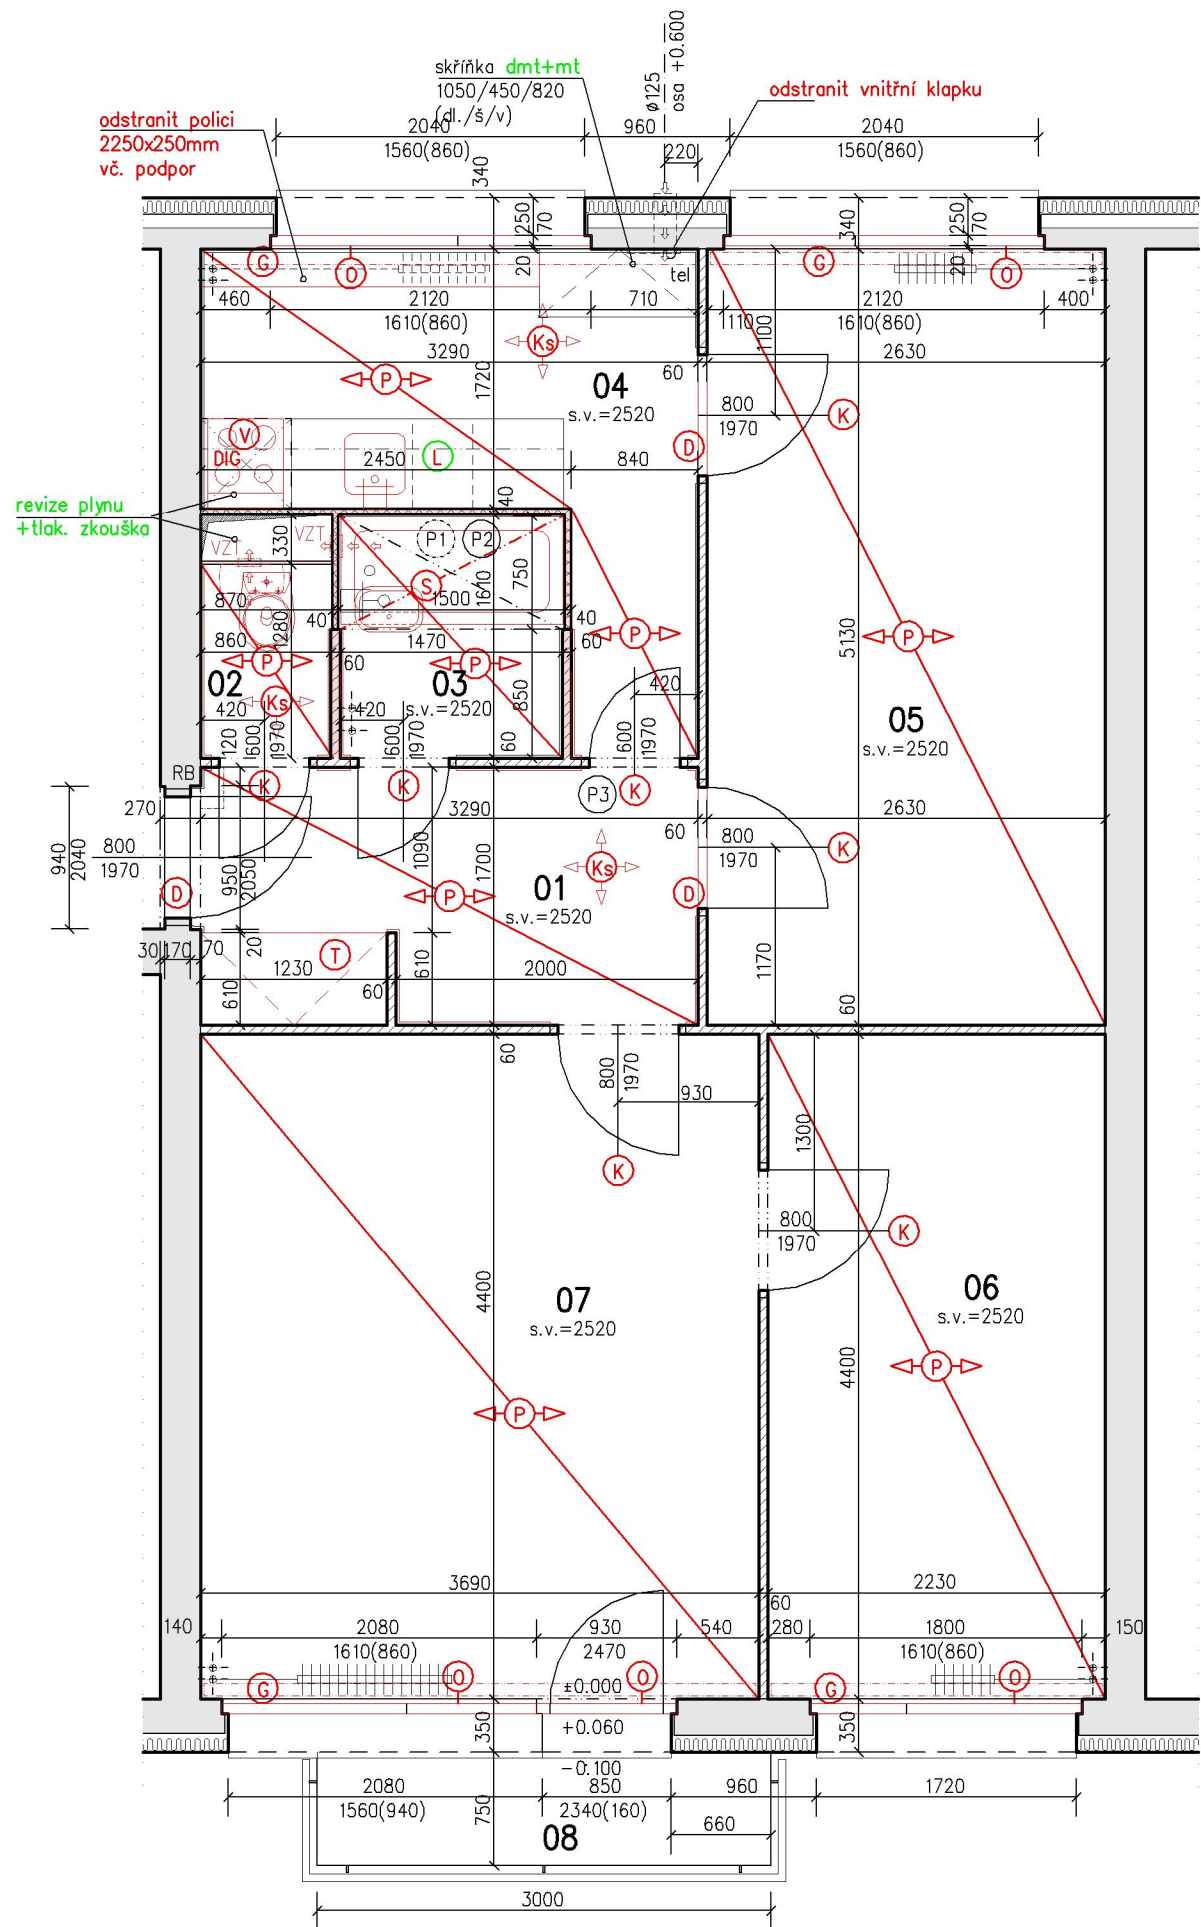 skříňka dmt+mt
1050/450/820
(dl./š/v)
ø125
osa +0.600
odstranit vnitřní klapku
odstranit polici
2250x250mm
vč. podpor
2040
1560(860)
960
2040
1560(860)
220
340
250
70
20
340
250
70
20
G
O
tel
G
O
460
2120
1610(860)
710
110
2120
1610(860)
400
1100
Ks
3290
60
2630
P
1720
04
s.v.=2520
800
1970
K
V
DIG
2450
L
840
D
40
revize plynu
+tlak. zkouška
VZT
330
VZT
P1
P2
S
1610
750
870
1500
40
40
860
1280
1470
60
60
P
P
P
P
5130
02
03
s.v.=2520
850
420
Ks
420
420
05
s.v.=2520
120
600
1970
600
1970
60
600
1970
RB
K
K
K
P3
270
3290
60
2630
940
2040
800
1970
800
1970
K
950
2050
1090
1700
Ks
D
P
01
s.v.=2520
D
30
170
70
20
T
1230
60
610
610
2000
1170
60
60
800
1970
930
K
1300
800
1970
K
4400
07
s.v.=2520
06
s.v.=2520
4400
P
P
3690
2230
60
140
2080
1610(860)
930
2470
540
280
1800
1610(860)
150
G
O
±0.000
O
G
O
350
+0.060
350
-0.100
2080
1560(940)
850
2340(160)
960
1720
750
08
660
3000